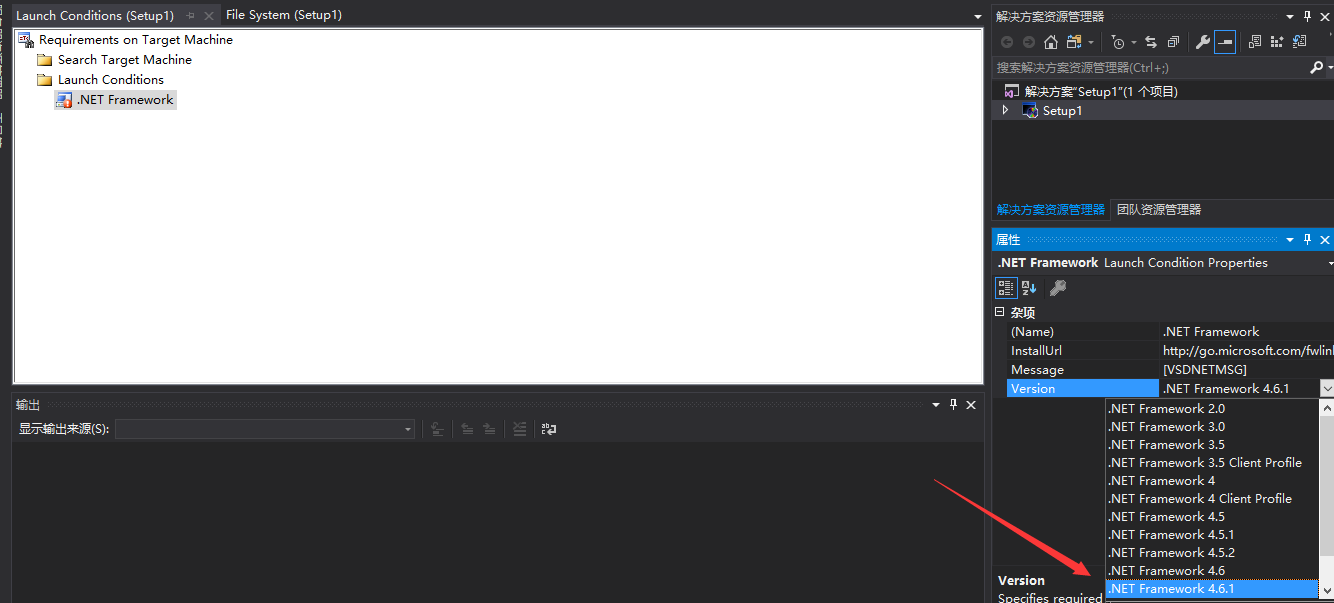 Launch Conditions (Setup1)
File System (Setup1)
Requirements on Target Machine
Search Target Machine
Launch Conditions
.NET Framework
输出
显示输出来源(S):
解决方案资源管理器
搜索解决方案资源管理器(Ctrl+;)
解决方案"Setup1"(1 个项目)
Setup1
解决方案资源管理器
团队资源管理器
属性
.NET Framework Launch Condition Properties
杂项
(Name) .NET Framework
InstallUrl http://go.microsoft.com/fwlin
Message [VSDNETMSG]
Version .NET Framework 4.6.1
.NET Framework 2.0
.NET Framework 3.0
.NET Framework 3.5
.NET Framework 3.5 Client Profile
.NET Framework 4
.NET Framework 4 Client Profile
.NET Framework 4.5
.NET Framework 4.5.1
.NET Framework 4.5.2
.NET Framework 4.6
.NET Framework 4.6.1
Version
Specifies required